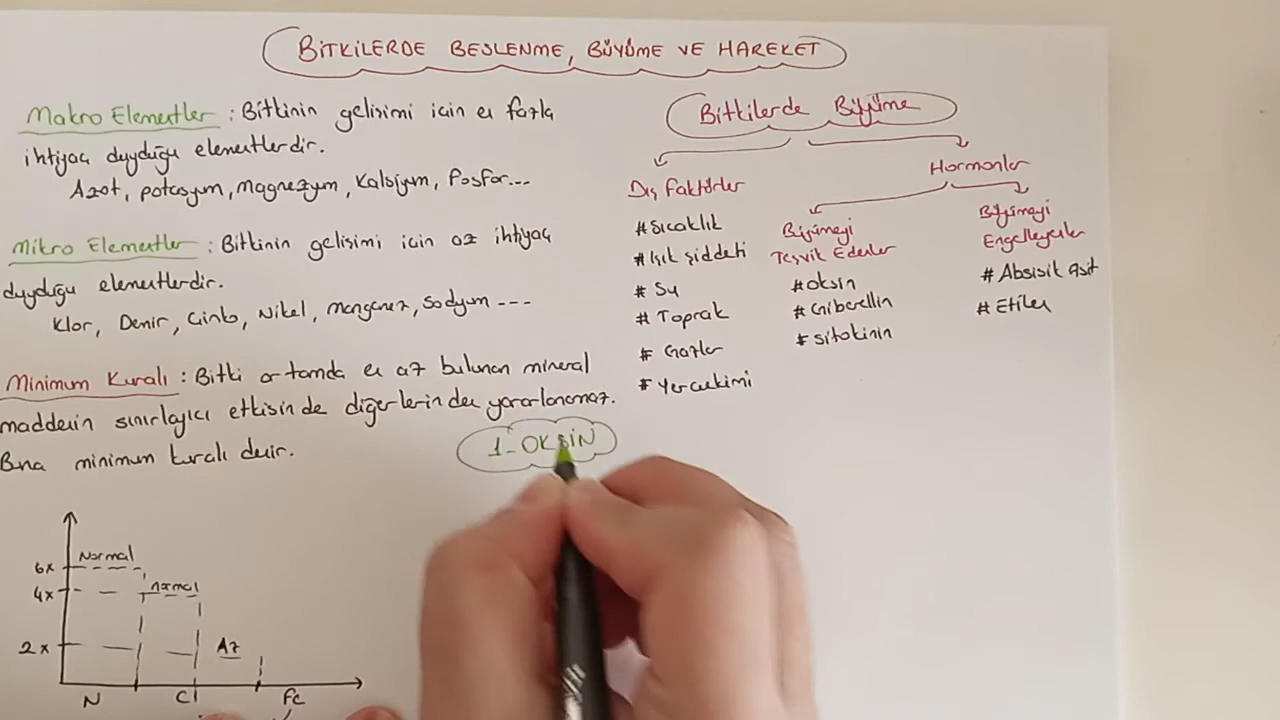 BİTKİLERDE BESLENME, BÜYÜME VE HAREKET
Makro Elementler : Bitkinin gelişimi için en fazla
ihtiyaç duyduğu elementlerdir.
Azot, potasyum, Magnezyum, Kalsiyum, Fosfor...
Mikro Elementler : Bitkinin gelişimi için az ihtiyaç
duyduğu elementlerdir.
Klor, Demir, Çinko, Nikel, mangenez, Sodyum ---
Minimum Kuralı : Bitki ortamda en az bulunan mineral
maddenin sınırlayıcı etkisinde diğerlerinden yararlanamaz.
Buna minimum kuralı denir.
Normal
6x
normal
4x
Az
2x
N Cl Fe
Bitkilerde Büyüme
Dış faktörler
# Sıcaklık
# Işık şiddeti
# Su
# Toprak
# Gazlar
# Yerçekimi
Hormonlar
Büyümeyi
Teşvik Edenler
# Oksin
# Giberellin
# Sitokinin
Büyümeyi
Engelleyenler
# Absisik Asit
# Etilen
1- OKSİN